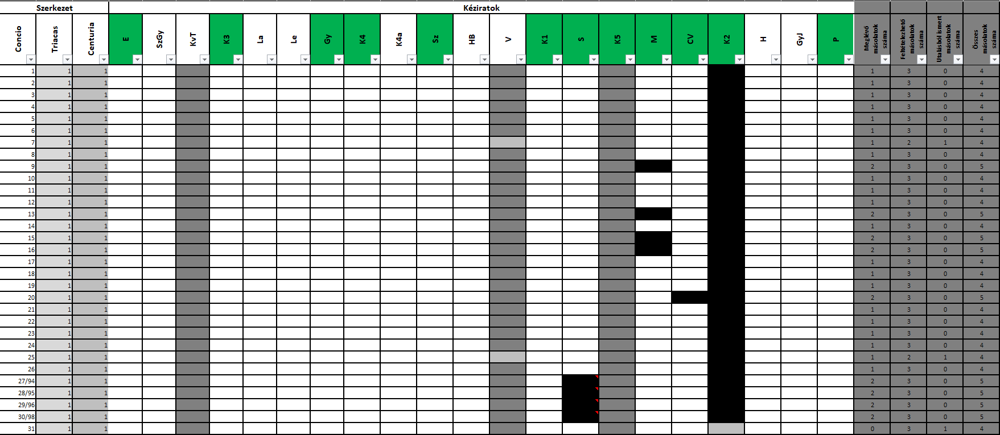 Szerkezet Kéziratok
Concio Triacas Centuria E SzGy KvT K3 La Le Gy K4 K4a Sz HB V K1 S K5 M CV K2 H GyJ P Meglévő másolatok száma Feltételezhető másolatok száma Utalásból ismert másolatok száma Összes másolatok száma
1 1 1 1 3 0 4
2 1 1 1 3 0 4
3 1 1 1 3 0 4
4 1 1 1 3 0 4
5 1 1 1 3 0 4
6 1 1 1 3 0 4
7 1 1 1 2 1 4
8 1 1 1 3 0 4
9 1 1 2 3 0 5
10 1 1 1 3 0 4
11 1 1 1 3 0 4
12 1 1 1 3 0 4
13 1 1 2 3 0 5
14 1 1 1 3 0 4
15 1 1 2 3 0 5
16 1 1 2 3 0 5
17 1 1 1 3 0 4
18 1 1 1 3 0 4
19 1 1 1 3 0 4
20 1 1 2 3 0 5
21 1 1 1 3 0 4
22 1 1 1 3 0 4
23 1 1 1 3 0 4
24 1 1 1 3 0 4
25 1 1 1 2 1 4
26 1 1 1 3 0 4
27/94 1 1 2 3 0 5
28/95 1 1 2 3 0 5
29/96 1 1 2 3 0 5
30/98 1 1 2 3 0 5
31 1 1 0 3 1 4